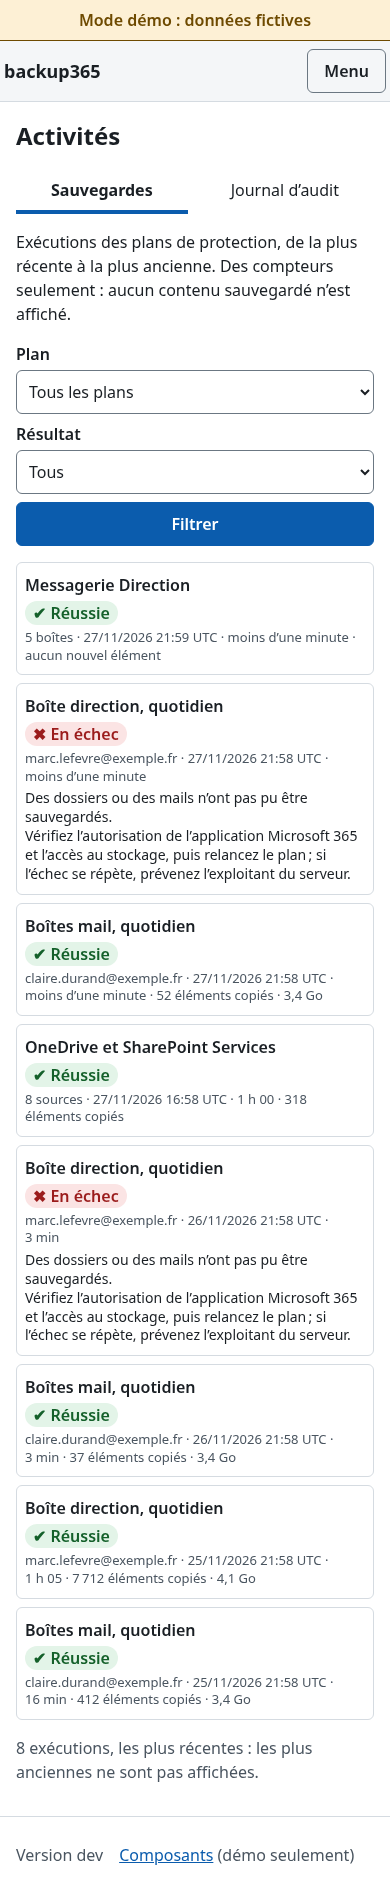 Mode démo : données fictives
backup365
Menu
Activités
Sauvegardes
Journal d’audit
Exécutions des plans de protection, de la plus
récente à la plus ancienne. Des compteurs
seulement : aucun contenu sauvegardé n’est
affiché.
Plan
Tous les plans
Résultat
Tous
Filtrer
Messagerie Direction
✔ Réussie
5 boîtes · 27/11/2026 21:59 UTC · moins d’une minute ·
aucun nouvel élément
Boîte direction, quotidien
✖ En échec
marc.lefevre@exemple.fr · 27/11/2026 21:58 UTC ·
moins d’une minute
Des dossiers ou des mails n’ont pas pu être
sauvegardés.
Vérifiez l’autorisation de l’application Microsoft 365
et l’accès au stockage, puis relancez le plan ; si
l’échec se répète, prévenez l’exploitant du serveur.
Boîtes mail, quotidien
✔ Réussie
claire.durand@exemple.fr · 27/11/2026 21:58 UTC ·
moins d’une minute · 52 éléments copiés · 3,4 Go
OneDrive et SharePoint Services
✔ Réussie
8 sources · 27/11/2026 16:58 UTC · 1 h 00 · 318
éléments copiés
Boîte direction, quotidien
✖ En échec
marc.lefevre@exemple.fr · 26/11/2026 21:58 UTC ·
3 min
Des dossiers ou des mails n’ont pas pu être
sauvegardés.
Vérifiez l’autorisation de l’application Microsoft 365
et l’accès au stockage, puis relancez le plan ; si
l’échec se répète, prévenez l’exploitant du serveur.
Boîtes mail, quotidien
✔ Réussie
claire.durand@exemple.fr · 26/11/2026 21:58 UTC ·
3 min · 37 éléments copiés · 3,4 Go
Boîte direction, quotidien
✔ Réussie
marc.lefevre@exemple.fr · 25/11/2026 21:58 UTC ·
1 h 05 · 7 712 éléments copiés · 4,1 Go
Boîtes mail, quotidien
✔ Réussie
claire.durand@exemple.fr · 25/11/2026 21:58 UTC ·
16 min · 412 éléments copiés · 3,4 Go
8 exécutions, les plus récentes : les plus
anciennes ne sont pas affichées.
Version dev Composants (démo seulement)